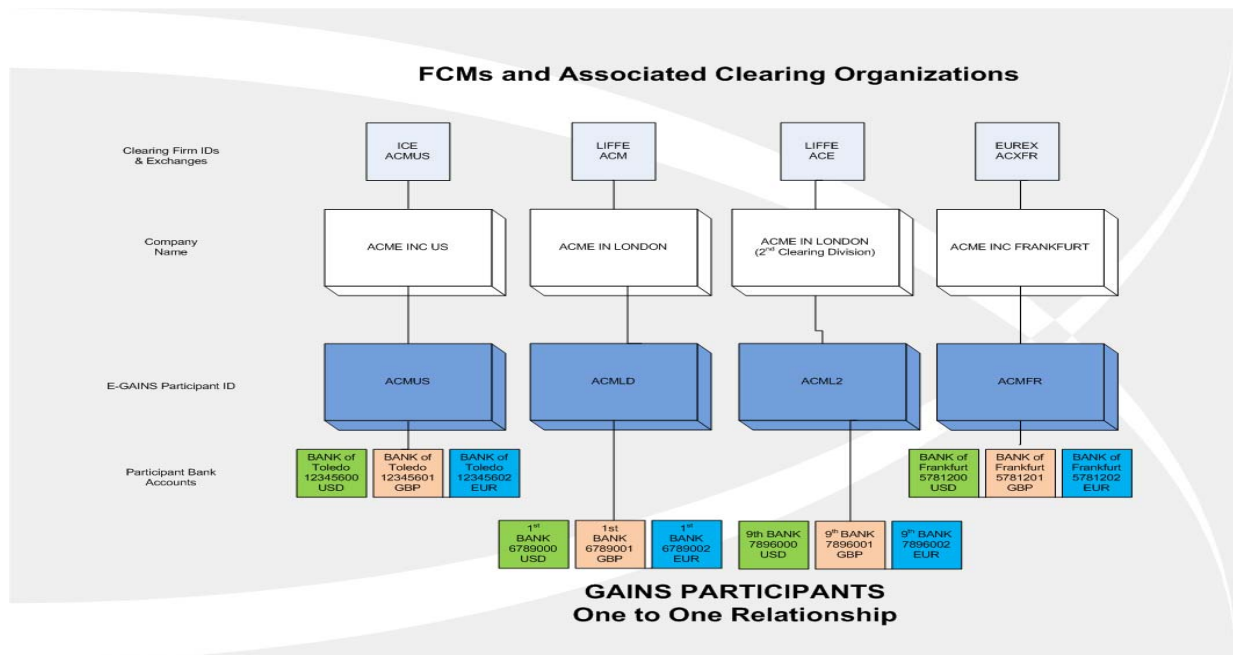 FCMs and Associated Clearing Organizations
Clearing Firm IDs
& Exchanges
ICE
ACMUS
LIFFE
ACM
LIFFE
ACE
EUREX
ACXFR
Company
Name
ACME INC US
ACME IN LONDON
ACME IN LONDON
(2nd Clearing Division)
ACME INC FRANKFURT
E-GAINS Participant ID
ACMUS
ACMLD
ACML2
ACMFR
Participant Bank
Accounts
BANK of
Toledo
12345600
USD
BANK of
Toledo
12345601
GBP
BANK of
Toledo
12345602
EUR
BANK of
Frankfurt
5781200
USD
BANK of
Frankfurt
5781201
GBP
BANK of
Frankfurt
5781202
EUR
1st
BANK
6789000
USD
1st
BANK
6789001
GBP
1st
BANK
6789002
EUR
9th BANK
7896000
USD
9th BANK
7896001
GBP
9th BANK
7896002
EUR
GAINS PARTICIPANTS
One to One Relationship